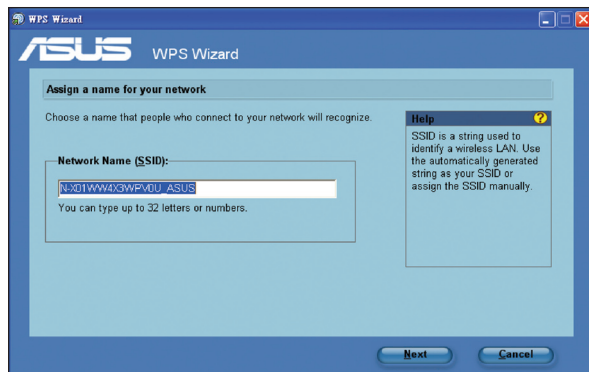 WPS Wizard
ASUS WPS Wizard
Assign a name for your network
Choose a name that people who connect to your network will recognize.
Network Name (SSID):
N-X01WW4X3WPV0U_ASUS
You can type up to 32 letters or numbers.
Help
SSID is a string used to
identify a wireless LAN. Use
the automatically generated
string as your SSID or
assign the SSID manually.
Next Cancel